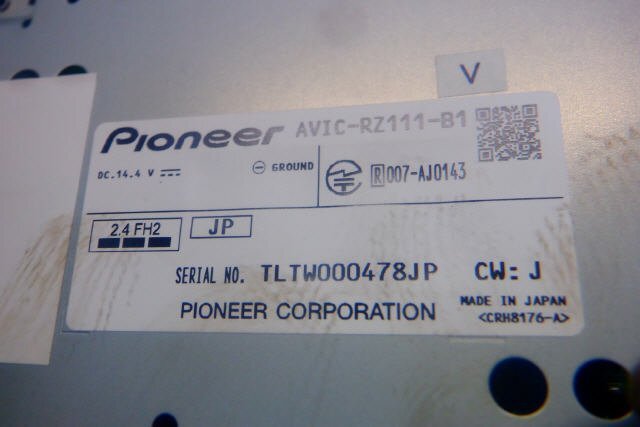 V
Pioneer AVIC-RZ111-B1
DC.14.4 V
GROUND
R 007-AJ0143
2.4 FH2
JP
SERIAL NO. TLTW000478JP CW: J
PIONEER CORPORATION
MADE IN JAPAN
<CRH8176-A>